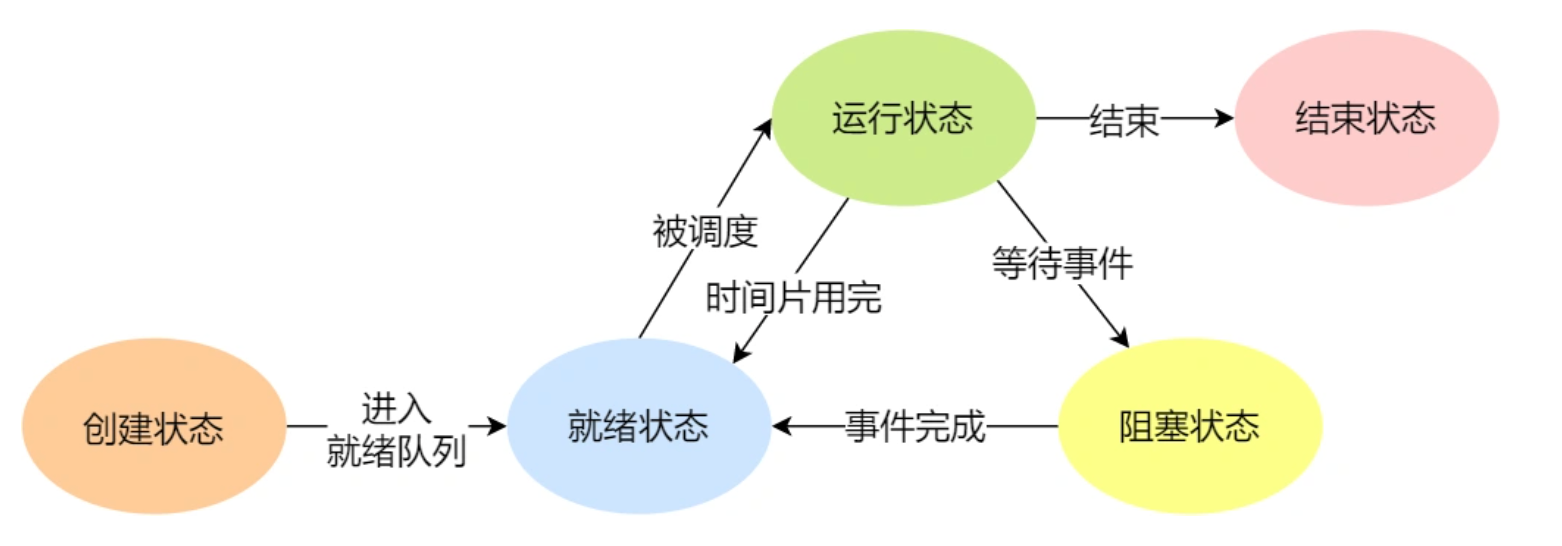 运行状态
结束
结束状态
被调度
等待事件
时间片用完
创建状态
进入
就绪队列
就绪状态
事件完成
阻塞状态